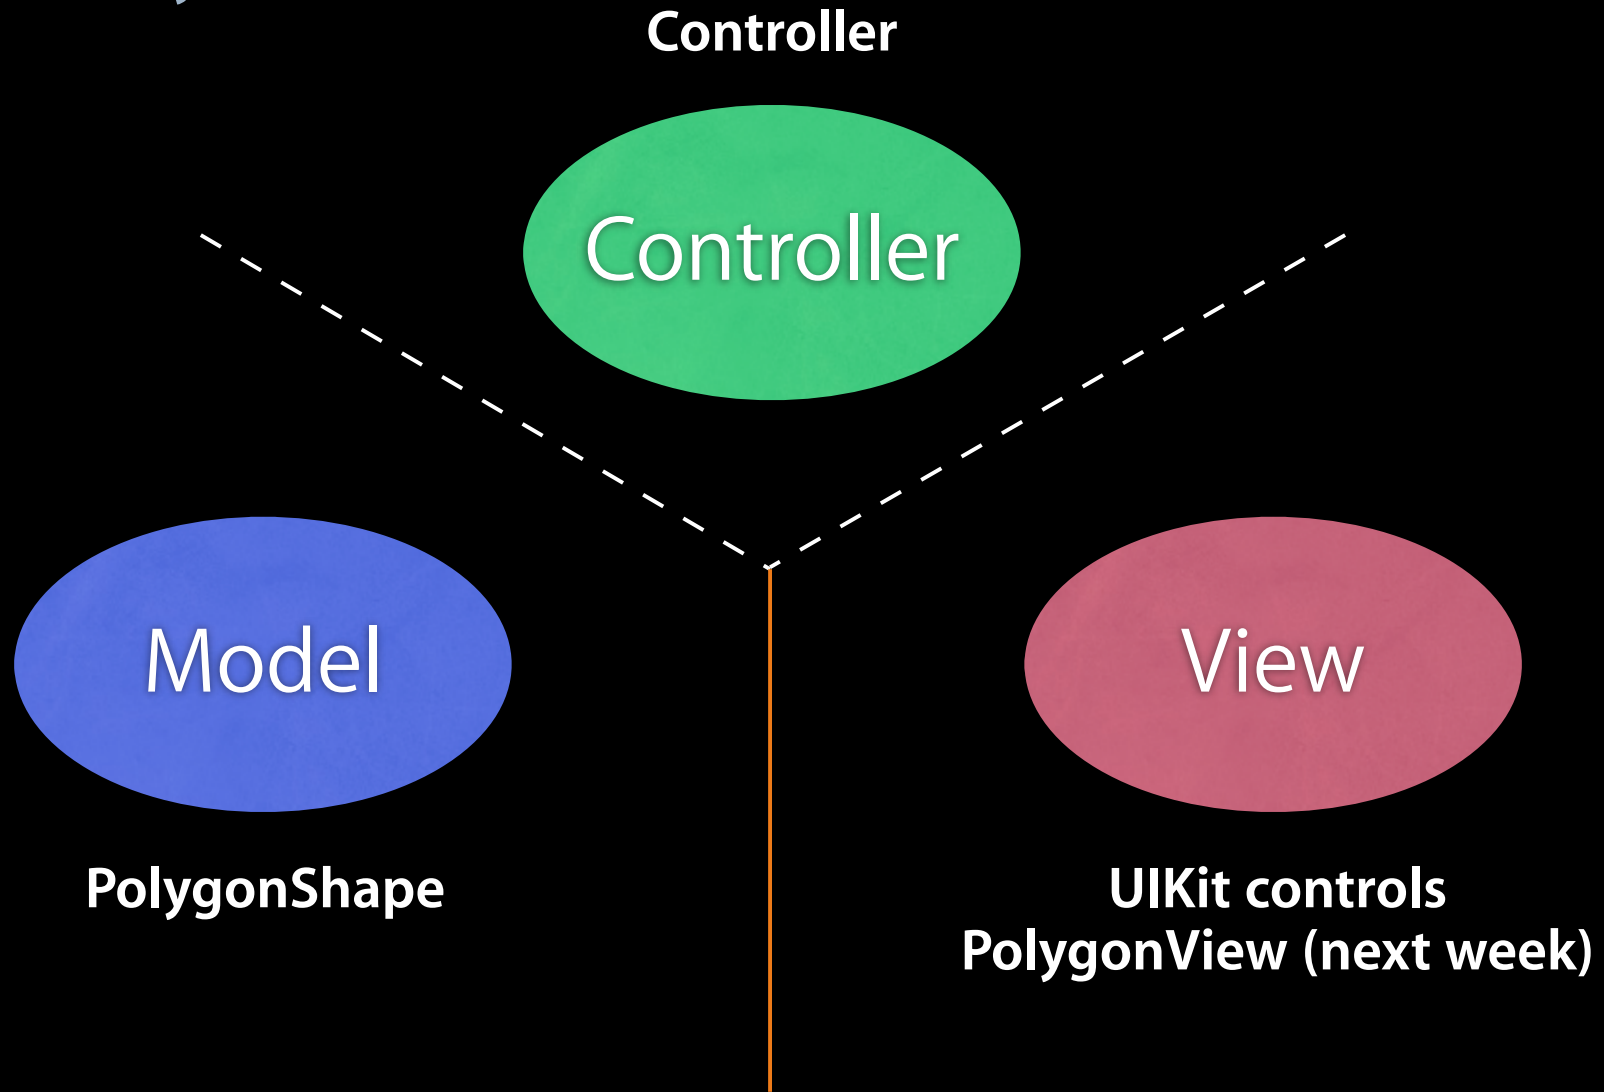 Controller
Controller
Model
View
PolygonShape
UIKit controls
PolygonView (next week)